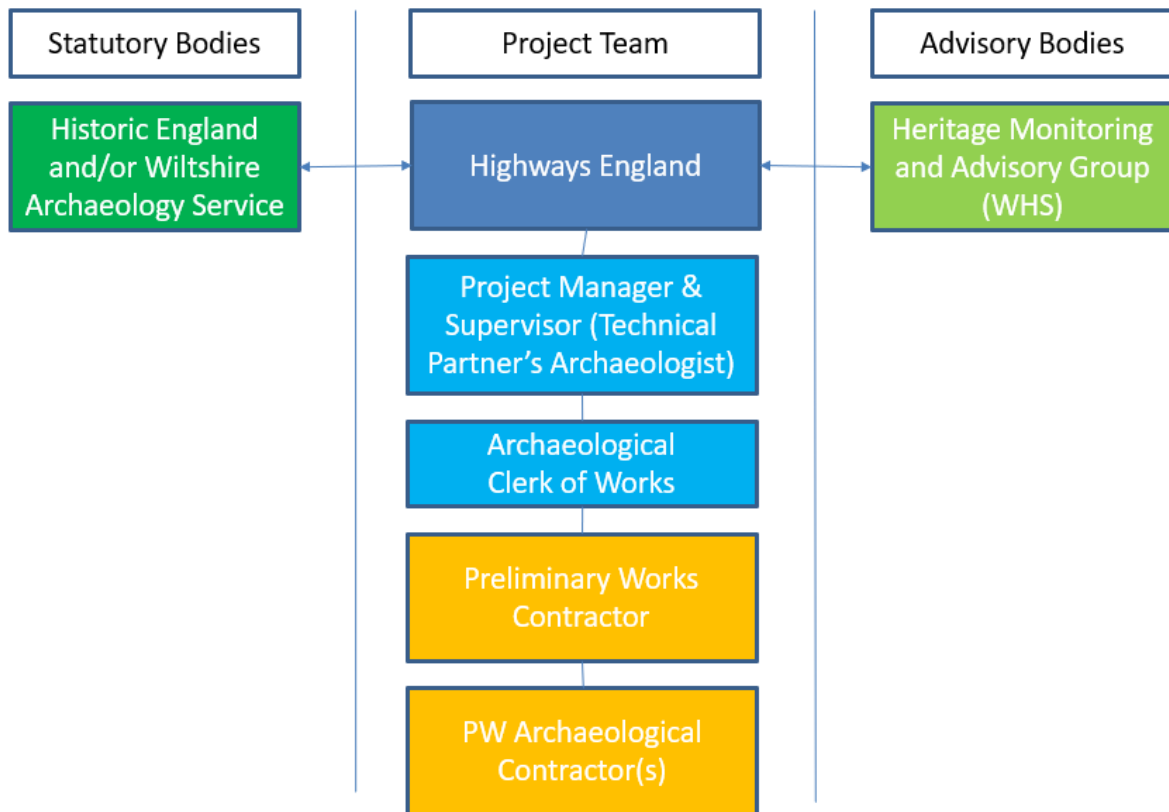 Statutory Bodies
Project Team
Advisory Bodies
Historic England
and/or Wiltshire
Archaeology Service
Highways England
Heritage Monitoring
and Advisory Group
(WHS)
Project Manager &
Supervisor (Technical
Partner’s Archaeologist)
Archaeological
Clerk of Works
Preliminary Works
Contractor
PW Archaeological
Contractor(s)